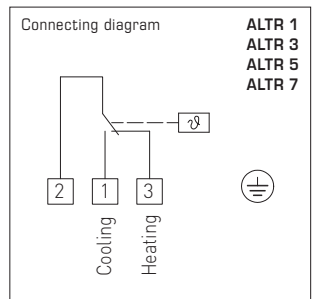 Connecting diagram
ALTR 1
ALTR 3
ALTR 5
ALTR 7
ϑ
2
1
3
Cooling
Heating